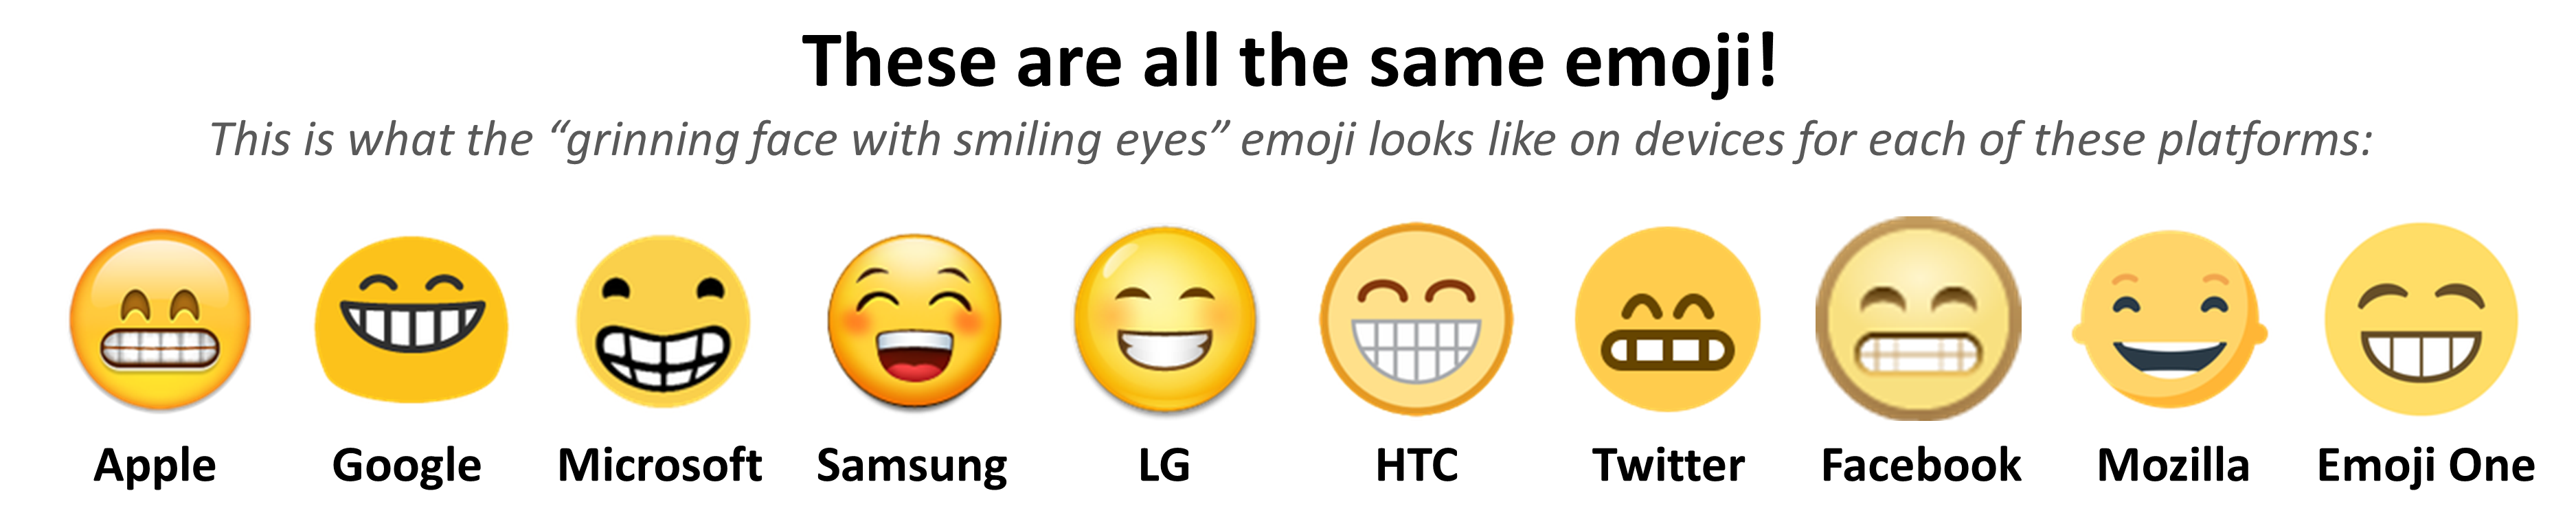 These are all the same emoji!
This is what the “grinning face with smiling eyes” emoji looks like on devices for each of these platforms:
Apple Google Microsoft Samsung LG HTC Twitter Facebook Mozilla Emoji One